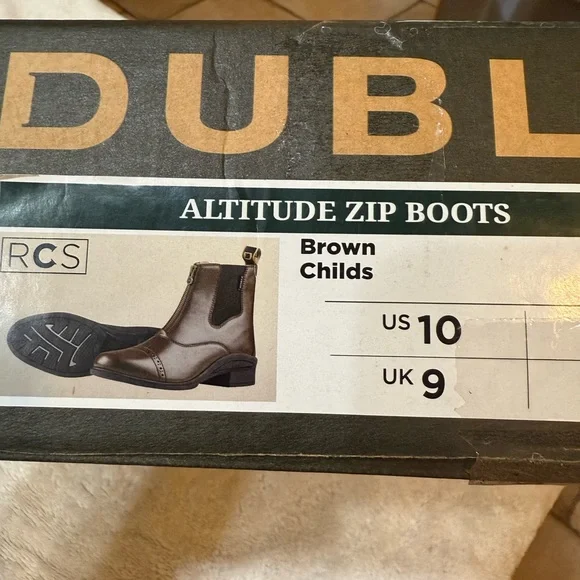 DUBL
ALTITUDE ZIP BOOTS
RCS
Brown
Childs
US 10
UK 9